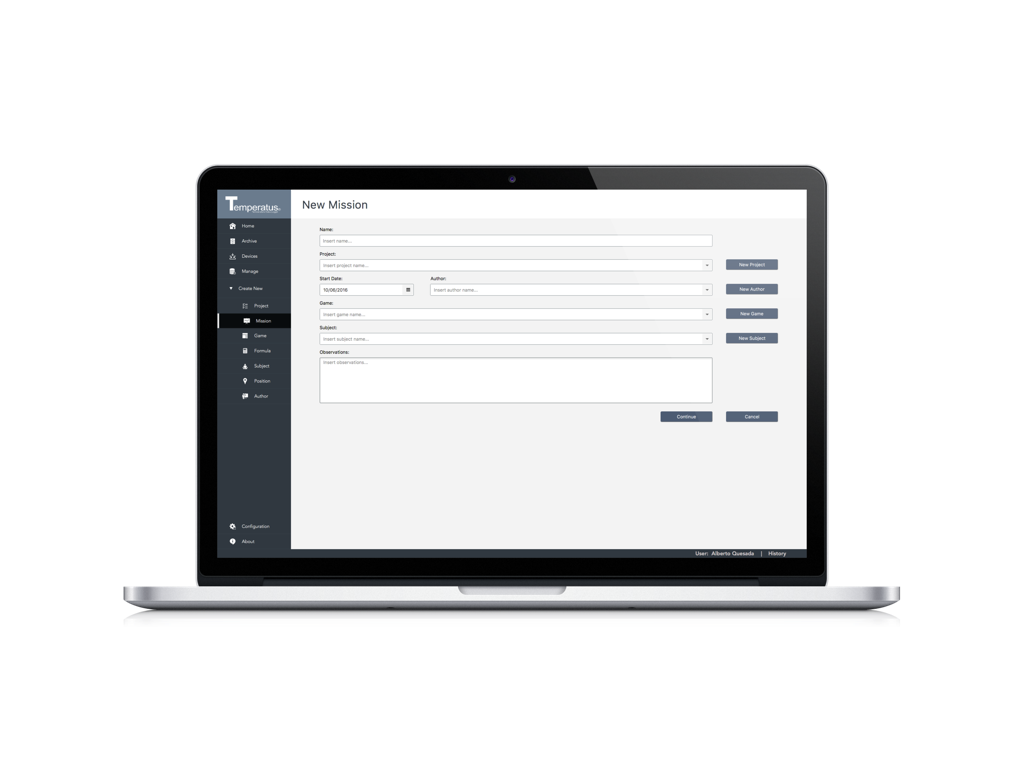 Temperatus
New Mission
Home
Archive
Devices
Manage
Create New
Project
Mission
Game
Formula
Subject
Position
Author
Configuration
About
Name:
Insert name...
Project:
Insert project name...
New Project
Start Date:
Author:
10/06/2018
Insert author name...
New Author
Game:
Insert game name...
New Game
Subject:
Insert subject name...
New Subject
Observations:
Insert observations...
Continue
Cancel
User: Alberto Quesada | History